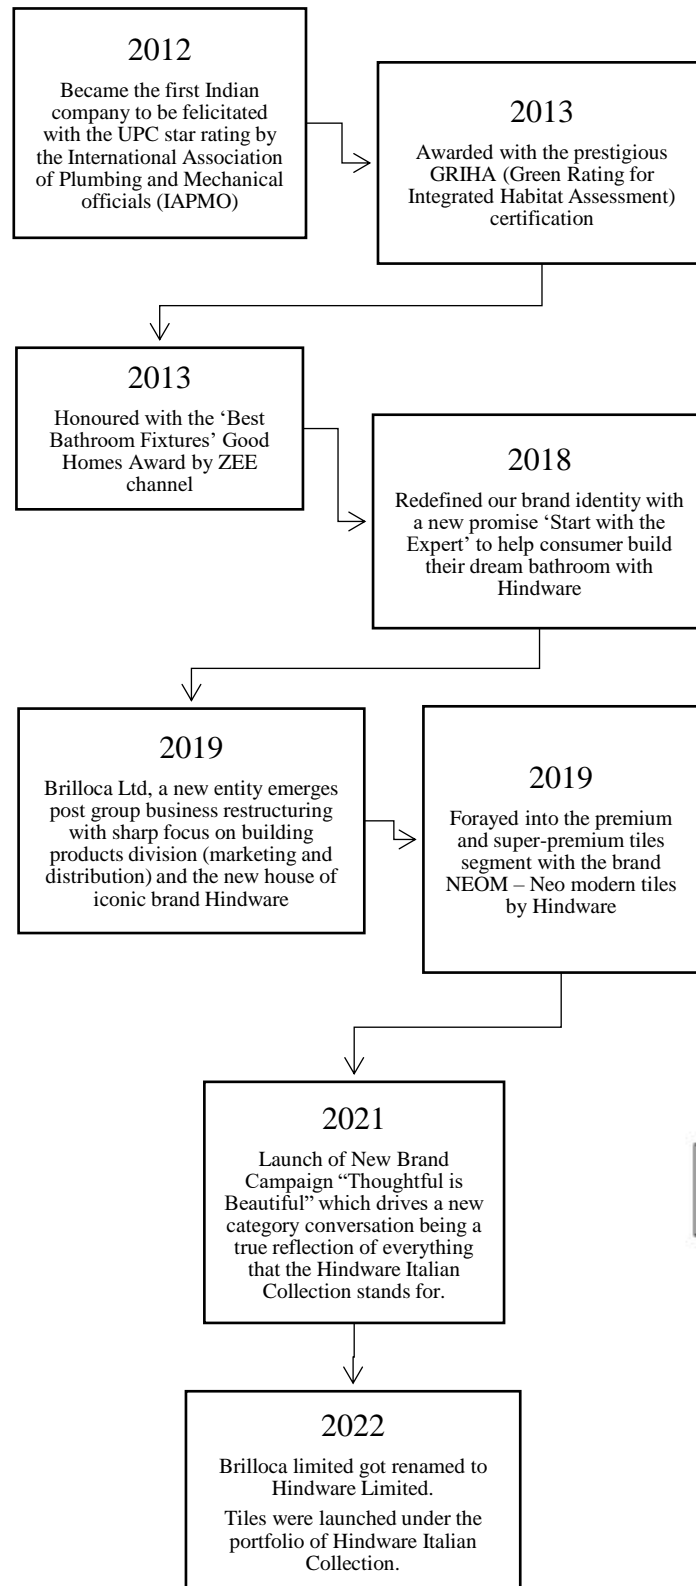 2012
Became the first Indian
company to be felicitated
with the UPC star rating by
the International Association
of Plumbing and Mechanical
officials (IAPMO)
2013
Awarded with the prestigious
GRIHA (Green Rating for
Integrated Habitat Assessment)
certification
2013
Honoured with the ‘Best
Bathroom Fixtures’ Good
Homes Award by ZEE
channel
2018
Redefined our brand identity with
a new promise ‘Start with the
Expert’ to help consumer build
their dream bathroom with
Hindware
2019
Brilloca Ltd, a new entity emerges
post group business restructuring
with sharp focus on building
products division (marketing and
distribution) and the new house of
iconic brand Hindware
2019
Forayed into the premium
and super-premium tiles
segment with the brand
NEOM – Neo modern tiles
by Hindware
2021
Launch of New Brand
Campaign “Thoughtful is
Beautiful” which drives a new
category conversation being a
true reflection of everything
that the Hindware Italian
Collection stands for.
2022
Brilloca limited got renamed to
Hindware Limited.
Tiles were launched under the
portfolio of Hindware Italian
Collection.